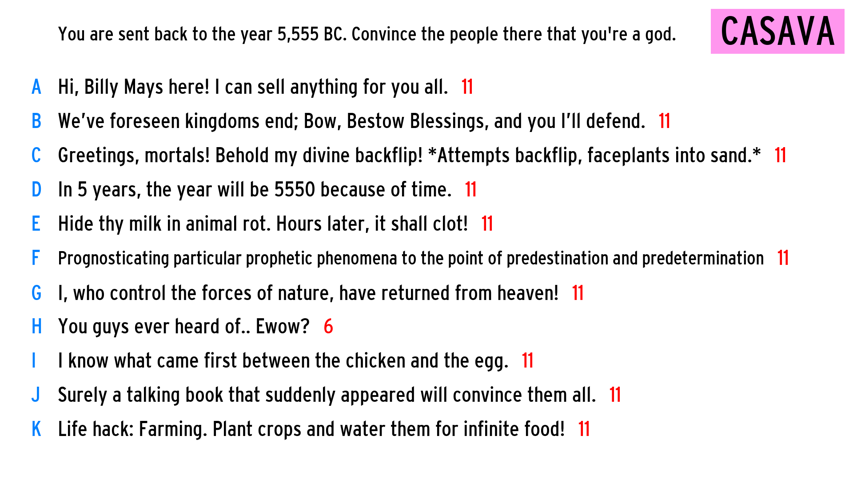 You are sent back to the year 5,555 BC. Convince the people there that you're a god.
CASAVA
A Hi, Billy Mays here! I can sell anything for you all. 11
B We've foreseen kingdoms end; Bow, Bestow Blessings, and you I'll defend. 11
C Greetings, mortals! Behold my divine backflip! *Attempts backflip, faceplants into sand.* 11
D In 5 years, the year will be 5550 because of time. 11
E Hide thy milk in animal rot. Hours later, it shall clot! 11
F Prognosticating particular prophetic phenomena to the point of predestination and predetermination 11
G I, who control the forces of nature, have returned from heaven! 11
H You guys ever heard of.. Ewow? 6
I I know what came first between the chicken and the egg. 11
J Surely a talking book that suddenly appeared will convince them all. 11
K Life hack: Farming. Plant crops and water them for infinite food! 11